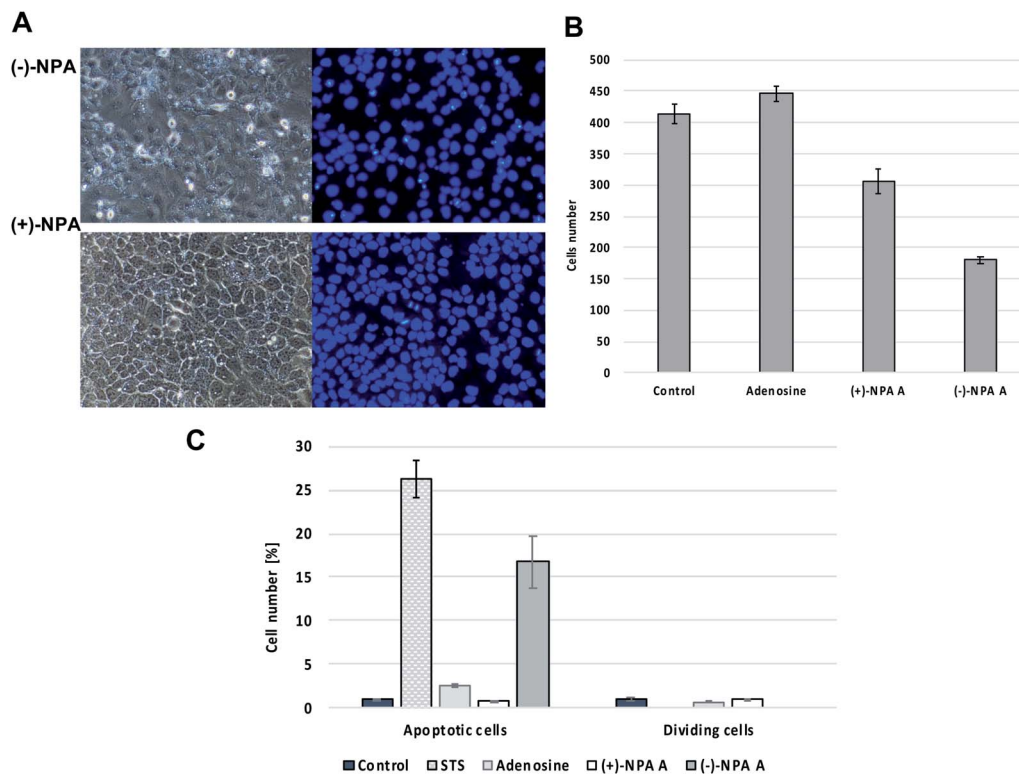 A
(-)-NPA
(+)-NPA
B
500
450
400
350
300
250
200
150
100
50
0
Cells number
Control Adenosine (+)-NPA A (-)-NPA A
C
30
25
20
15
10
5
0
Cell number [%]
Apoptotic cells Dividing cells
Control STS Adenosine (+)-NPA A (-)-NPA A